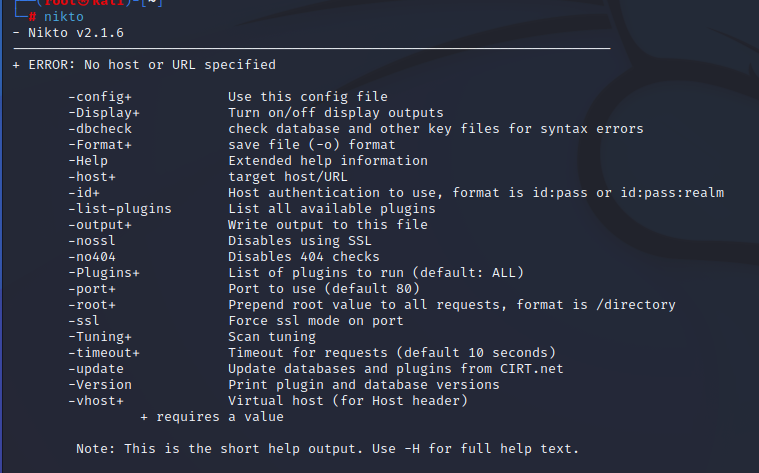 (root㉿kali)-[~]
# nikto
- Nikto v2.1.6
---------------------------------------------------------------------------
+ ERROR: No host or URL specified
-config+ Use this config file
-Display+ Turn on/off display outputs
-dbcheck check database and other key files for syntax errors
-Format+ save file (-o) format
-Help Extended help information
-host+ target host/URL
-id+ Host authentication to use, format is id:pass or id:pass:realm
-list-plugins List all available plugins
-output+ Write output to this file
-nossl Disables using SSL
-no404 Disables 404 checks
-Plugins+ List of plugins to run (default: ALL)
-port+ Port to use (default 80)
-root+ Prepend root value to all requests, format is /directory
-ssl Force ssl mode on port
-Tuning+ Scan tuning
-timeout+ Timeout for requests (default 10 seconds)
-update Update databases and plugins from CIRT.net
-Version Print plugin and database versions
-vhost+ Virtual host (for Host header)
+ requires a value
Note: This is the short help output. Use -H for full help text.